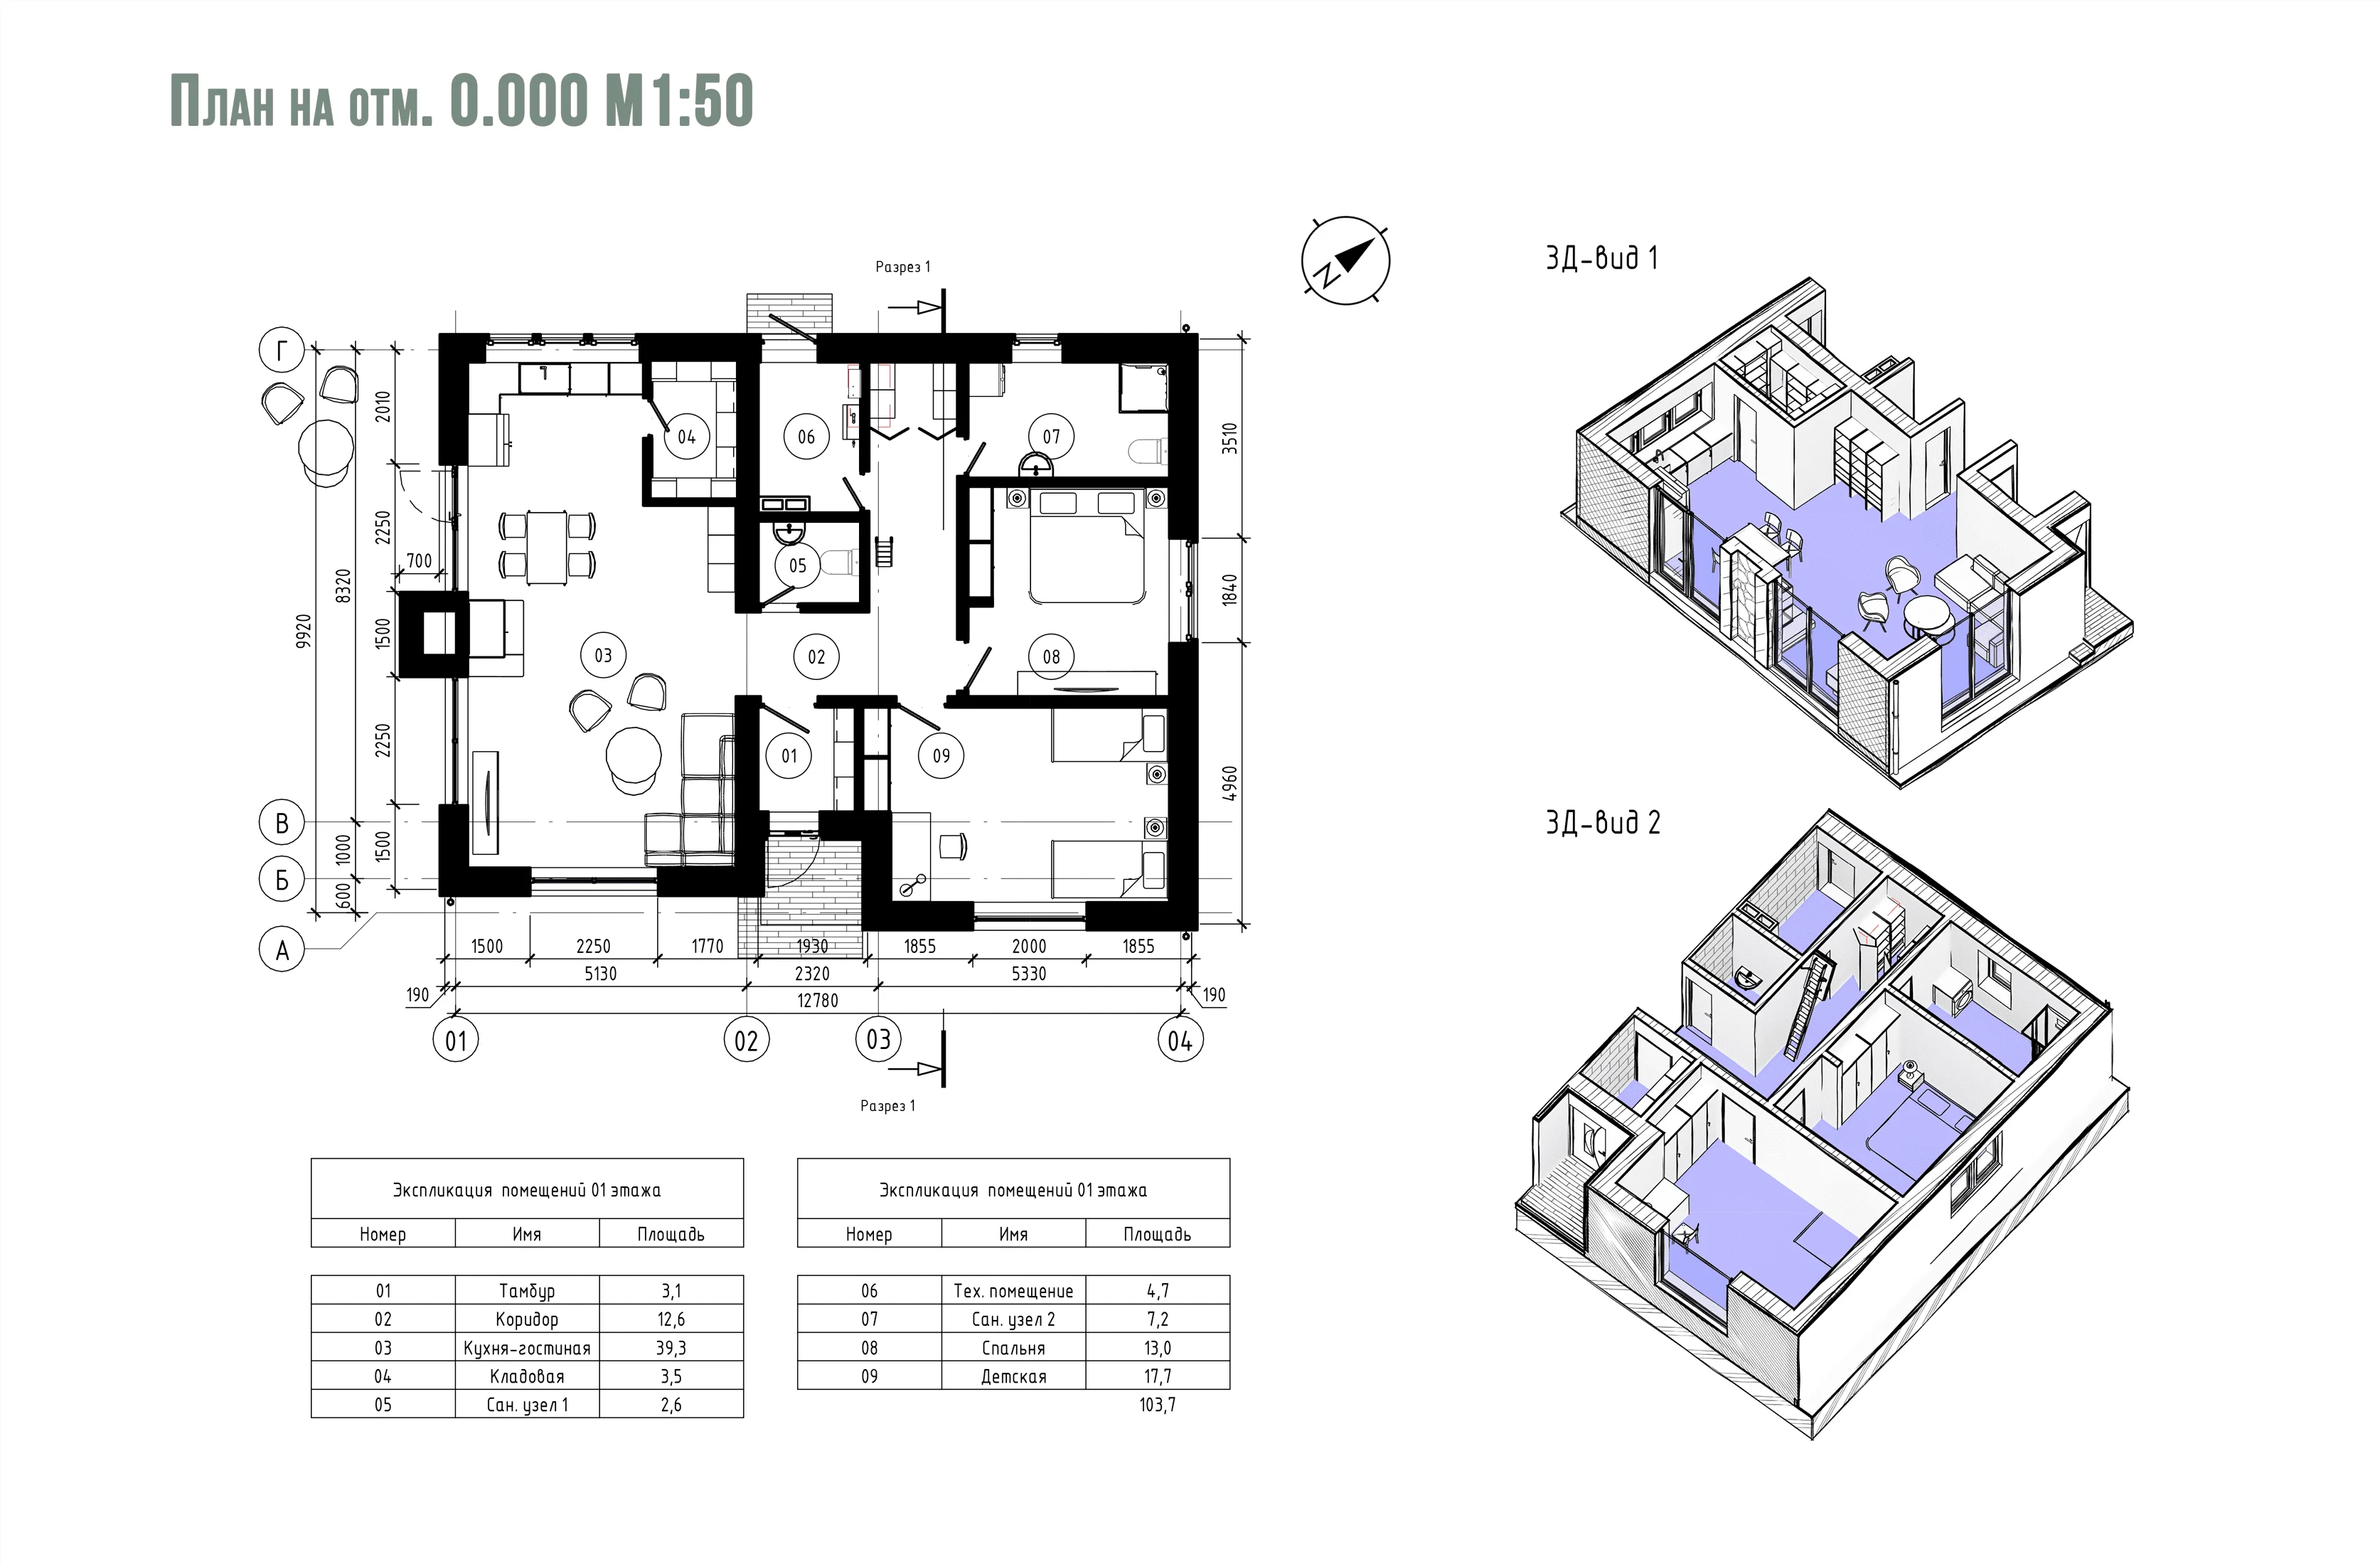 План на отм. 0.000 М1:50
Разрез 1
N
3Д-вид 1
Г
В
Б
А
9920
8320
1000
600
2010
2250
700
1500
2250
1500
3510
1840
4960
04
06
07
05
03
02
08
01
09
1500 2250 1770 1930 1855 2000 1855
5130 2320 5330
190 12780 190
01 02 03 04
Разрез 1
3Д-вид 2
Экспликация помещений 01 этажа
Номер Имя Площадь
01 Тамбур 3,1
02 Коридор 12,6
03 Кухня-гостиная 39,3
04 Кладовая 3,5
05 Сан. узел 1 2,6
Экспликация помещений 01 этажа
Номер Имя Площадь
06 Тех. помещение 4,7
07 Сан. узел 2 7,2
08 Спальня 13,0
09 Детская 17,7
103,7